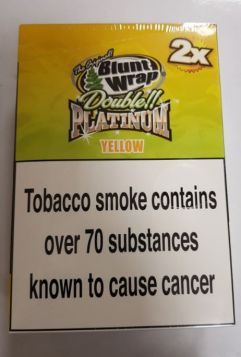 The Original
2x
Blunt
Wrap
Double!!
PLATINUM
YELLOW
Tobacco smoke contains
over 70 substances
known to cause cancer